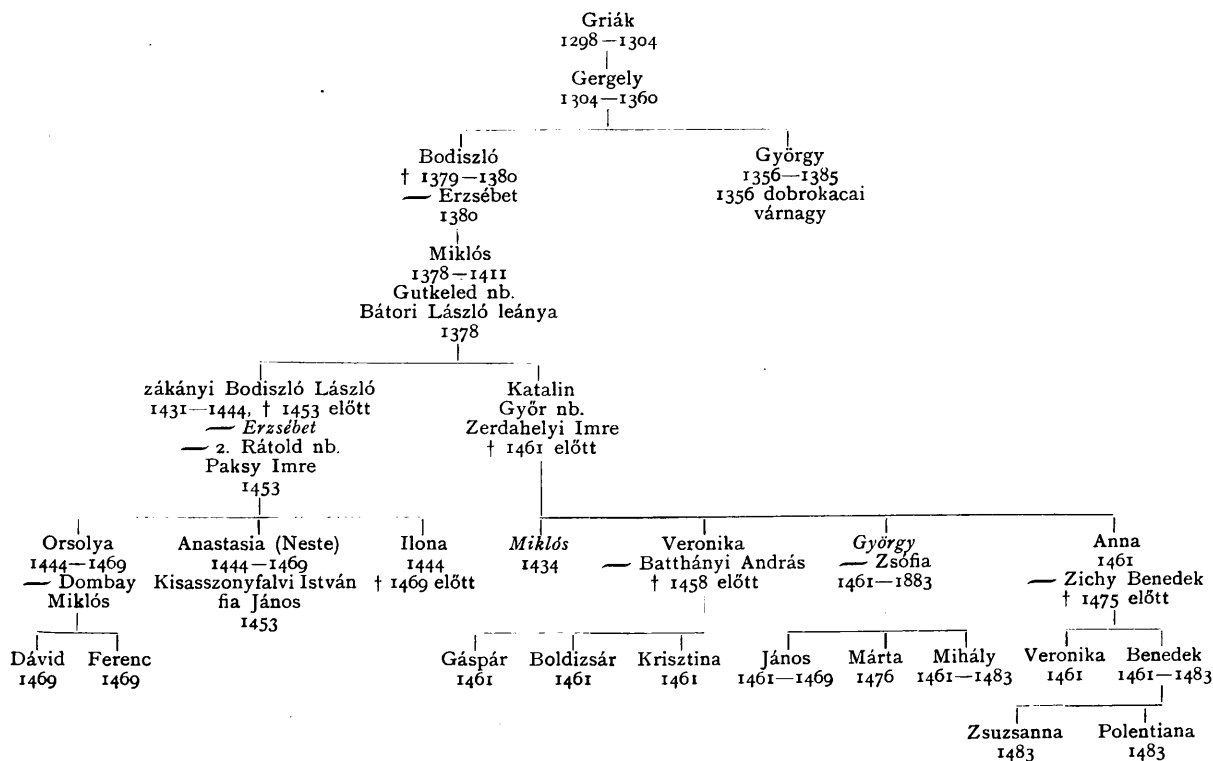 Griák
1298—1304
Gergely
1304—1360
Bodiszló
† 1379—1380
— Erzsébet
1380
György
1356—1385
1356 dobrokacai
várnagy
Miklós
1378—1411
Gutkeled nb.
Bátori László leánya
1378
zákányi Bodiszló László
1431—1444, † 1453 előtt
— Erzsébet
— 2. Rátold nb.
Paksy Imre
1453
Katalin
Győr nb.
Zerdahelyi Imre
† 1461 előtt
Orsolya
1444—1469
— Dombay
Miklós
Anastasia (Neste)
1444—1469
Kisasszonyfalvi István
fia János
1453
Ilona
1444
† 1469 előtt
Miklós
1434
Veronika
— Batthányi András
† 1458 előtt
György
— Zsófia
1461—1883
Anna
1461
— Zichy Benedek
† 1475 előtt
Dávid
1469
Ferenc
1469
Gáspár
1461
Boldizsár
1461
Krisztina
1461
János
1461—1469
Márta
1476
Mihály
1461—1483
Veronika
1461
Benedek
1461—1483
Zsuzsanna
1483
Polentiana
1483